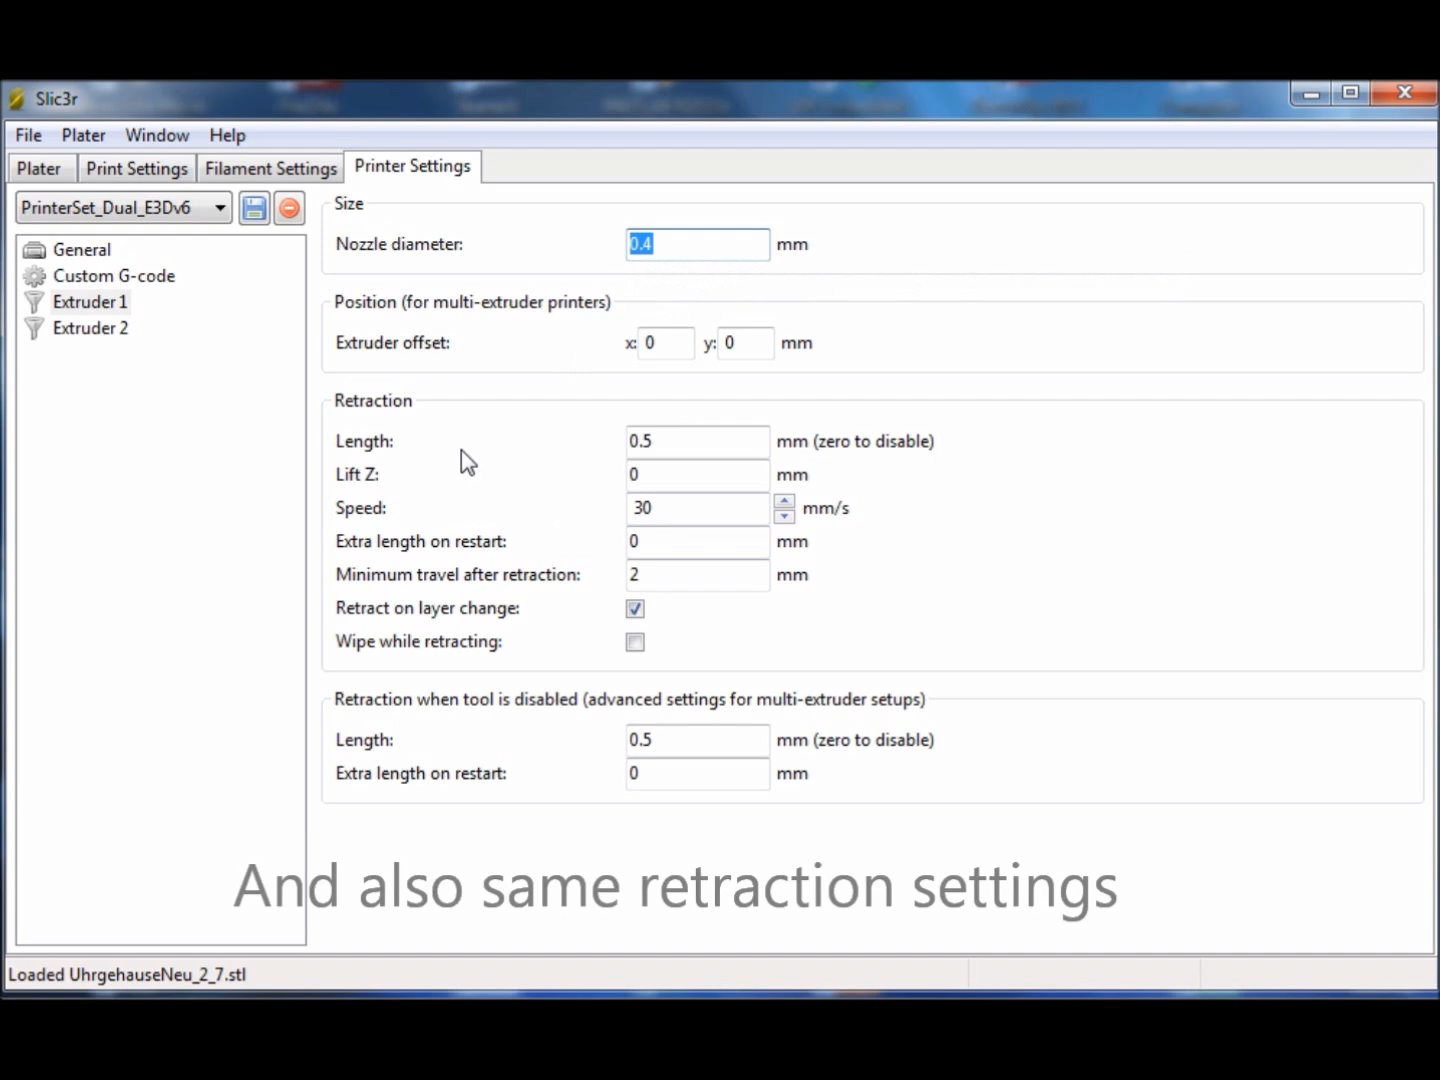 Slic3r
File Plater Window Help
Plater Print Settings Filament Settings Printer Settings
PrinterSet_Dual_E3Dv6
General
Custom G-code
Extruder 1
Extruder 2
Size
Nozzle diameter: 0.4 mm
Position (for multi-extruder printers)
Extruder offset: x: 0 y: 0 mm
Retraction
Length: 0.5 mm (zero to disable)
Lift Z: 0 mm
Speed: 30 mm/s
Extra length on restart: 0 mm
Minimum travel after retraction: 2 mm
Retract on layer change:
Wipe while retracting:
Retraction when tool is disabled (advanced settings for multi-extruder setups)
Length: 0.5 mm (zero to disable)
Extra length on restart: 0 mm
And also same retraction settings
Loaded UhrgehauseNeu_2_7.stl